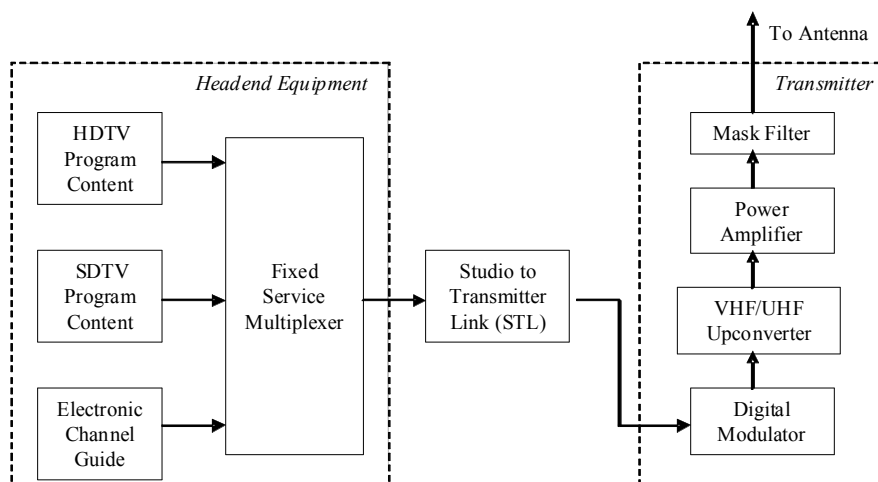 To Antenna
Headend Equipment
Transmitter
HDTV
Program
Content
SDTV
Program
Content
Electronic
Channel
Guide
Fixed
Service
Multiplexer
Studio to
Transmitter
Link (STL)
Mask Filter
Power
Amplifier
VHF/UHF
Upconverter
Digital
Modulator